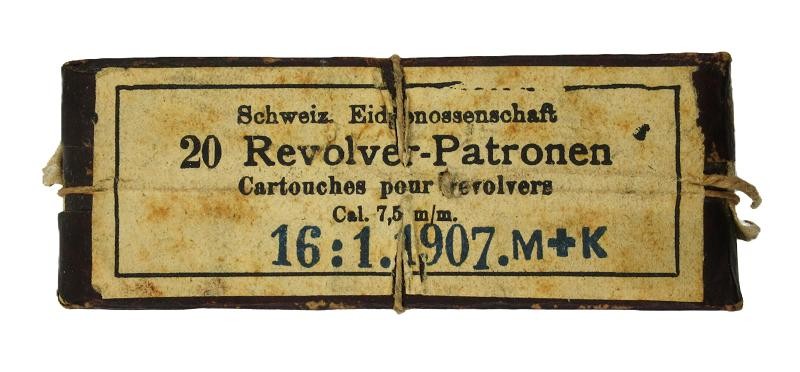 Schweiz. Eidgenossenschaft
20 Revolver-Patronen
Cartouches pour revolvers
Cal. 7,5 m/m.
16:1.1907.M+K